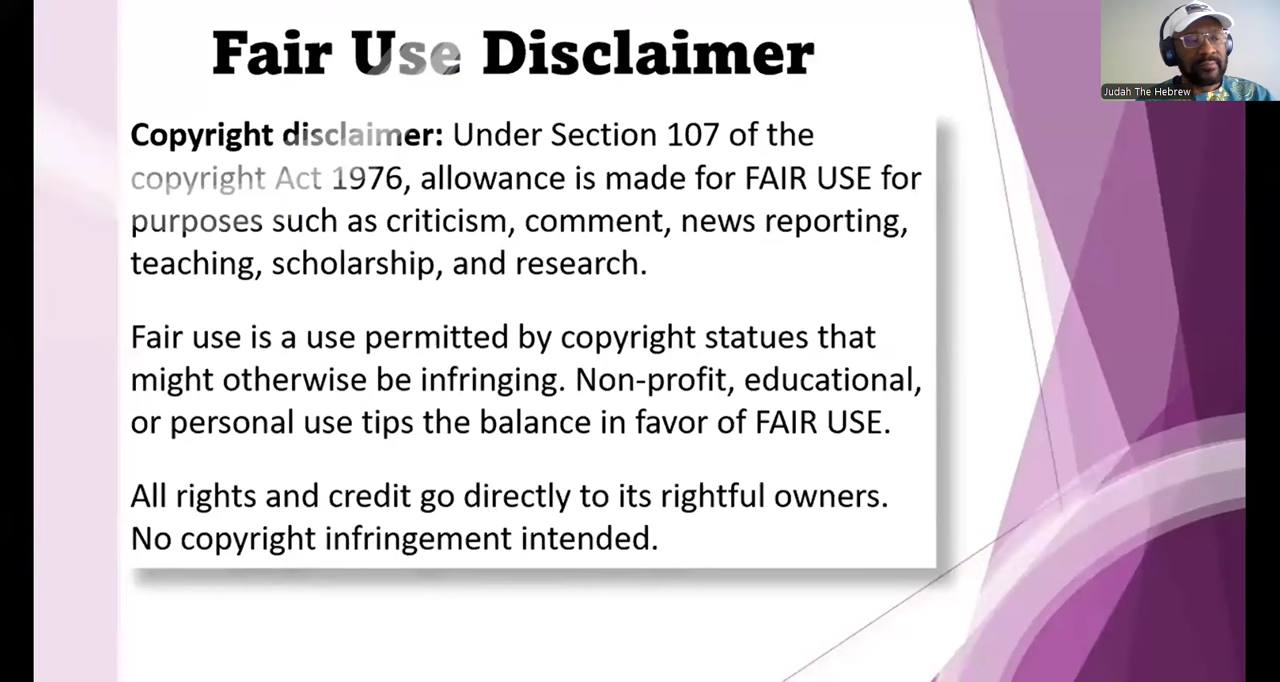 Fair Use Disclaimer
Judah The Hebrew
Copyright disclaimer: Under Section 107 of the
copyright Act 1976, allowance is made for FAIR USE for
purposes such as criticism, comment, news reporting,
teaching, scholarship, and research.
Fair use is a use permitted by copyright statues that
might otherwise be infringing. Non-profit, educational,
or personal use tips the balance in favor of FAIR USE.
All rights and credit go directly to its rightful owners.
No copyright infringement intended.